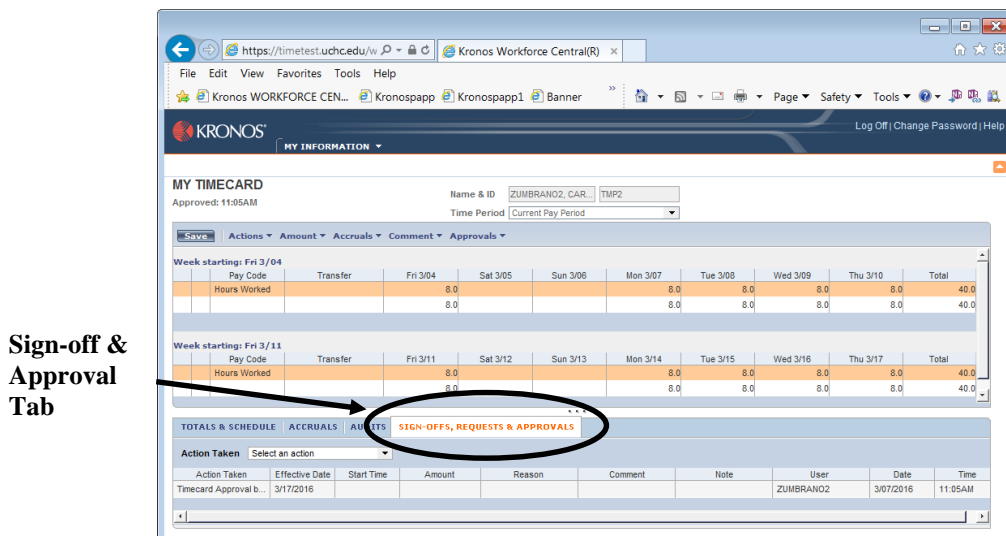 https://timetest.uchc.edu/w
Kronos Workforce Central(R) ×
File Edit View Favorites Tools Help
Kronos WORKFORCE CEN... Kronospapp Kronospapp1 Banner » Page Safety Tools
KRONOS
MY INFORMATION
Log Off | Change Password | Help
MY TIMECARD
Approved: 11:05AM
Name & ID ZUMBRANO2, CAR... TMP2
Time Period Current Pay Period
Save Actions Amount Accruals Comment Approvals
Week starting: Fri 3/04
Pay Code Transfer Fri 3/04 Sat 3/05 Sun 3/06 Mon 3/07 Tue 3/08 Wed 3/09 Thu 3/10 Total
Hours Worked 8.0 8.0 8.0 8.0 8.0 40.0
8.0 8.0 8.0 8.0 8.0 40.0
Week starting: Fri 3/11
Pay Code Transfer Fri 3/11 Sat 3/12 Sun 3/13 Mon 3/14 Tue 3/15 Wed 3/16 Thu 3/17 Total
Hours Worked 8.0 8.0 8.0 8.0 8.0 40.0
8.0 8.0 8.0 8.0 8.0 40.0
Sign-off &
Approval
Tab
TOTALS & SCHEDULE ACCRUALS AUDITS SIGN-OFFS, REQUESTS & APPROVALS
Action Taken Select an action
Action Taken Effective Date Start Time Amount Reason Comment Note User Date Time
Timecard Approval b... 3/17/2016 ZUMBRANO2 3/07/2016 11:05AM